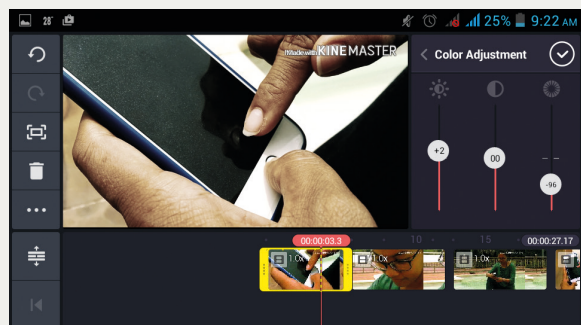 28°
25%
9:22 AM
Made with KINEMASTER
Color Adjustment
+2
00
-96
00:00:03.3
10
15
00:00:27.17
1.0x
1.0x
1.0x